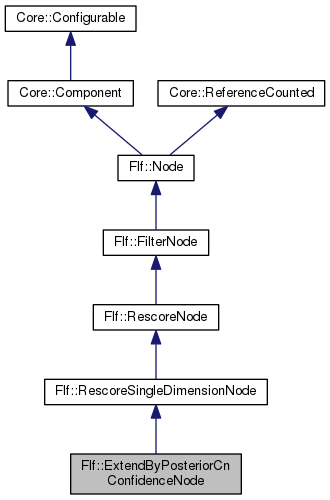 Core::Configurable
Core::Component
Core::ReferenceCounted
Flf::Node
Flf::FilterNode
Flf::RescoreNode
Flf::RescoreSingleDimensionNode
Flf::ExtendByPosteriorCn
ConfidenceNode